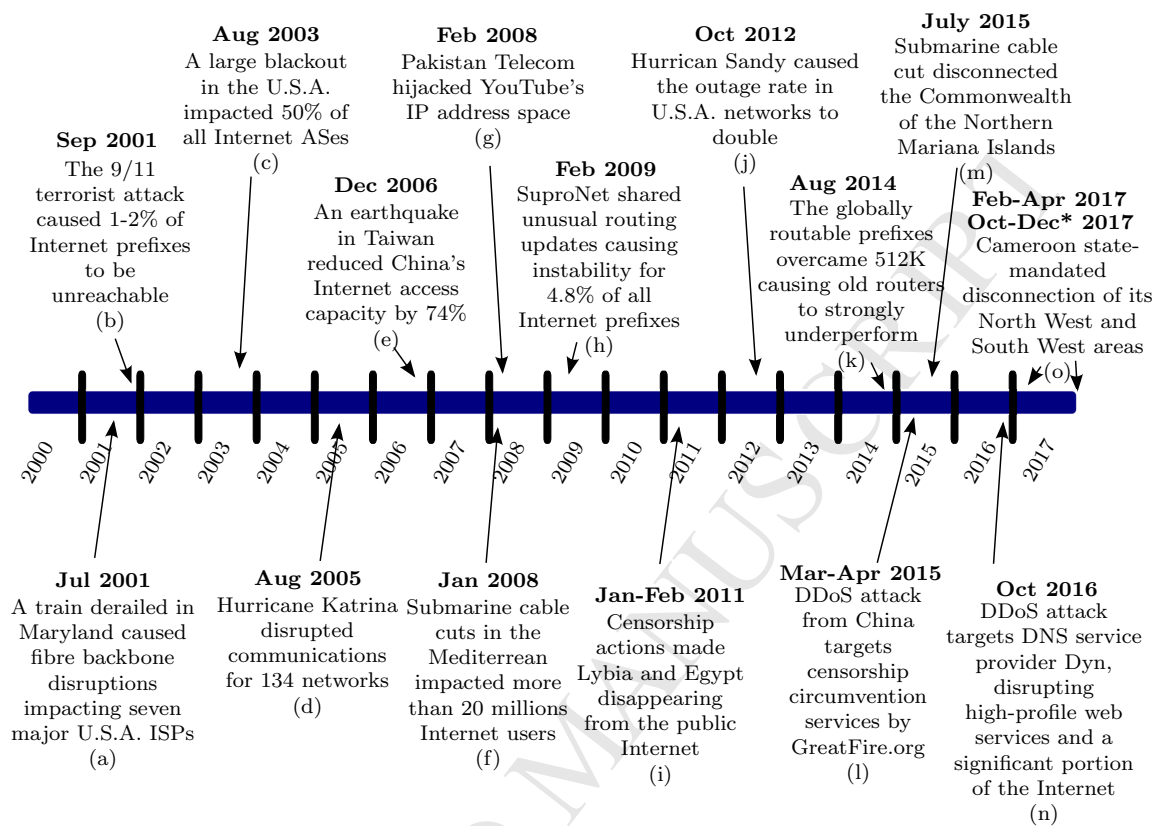 Aug 2003
A large blackout
in the U.S.A.
impacted 50% of
all Internet ASes
(c)
Feb 2008
Pakistan Telecom
hijacked YouTube's
IP address space
(g)
Oct 2012
Hurrican Sandy caused
the outage rate in
U.S.A. networks to
double
(j)
July 2015
Submarine cable
cut disconnected
the Commonwealth
of the Northern
Mariana Islands
(m)
Sep 2001
The 9/11
terrorist attack
caused 1-2% of
Internet prefixes
to be
unreachable
(b)
Dec 2006
An earthquake
in Taiwan
reduced China's
Internet access
capacity by 74%
(e)
Feb 2009
SuproNet shared
unusual routing
updates causing
instability for
4.8% of all
Internet prefixes
(h)
Aug 2014
The globally
routable prefixes
overcame 512K
causing old routers
to strongly
underperform
(k)
Feb-Apr 2017
Oct-Dec* 2017
Cameroon state-
mandated
disconnection of its
North West and
South West areas
(o)
2000
2001
2002
2003
2004
2005
2006
2007
2008
2009
2010
2011
2012
2013
2014
2015
2016
2017
Jul 2001
A train derailed in
Maryland caused
fibre backbone
disruptions
impacting seven
major U.S.A. ISPs
(a)
Aug 2005
Hurricane Katrina
disrupted
communications
for 134 networks
(d)
Jan 2008
Submarine cable
cuts in the
Mediterrean
impacted more
than 20 millions
Internet users
(f)
Jan-Feb 2011
Censorship
actions made
Lybia and Egypt
disappearing
from the public
Internet
(i)
Mar-Apr 2015
DDoS attack
from China
targets
censorship
circumvention
services by
GreatFire.org
(l)
Oct 2016
DDoS attack
targets DNS service
provider Dyn,
disrupting
high-profile web
services and a
significant portion
of the Internet
(n)
MANUSCRIPT